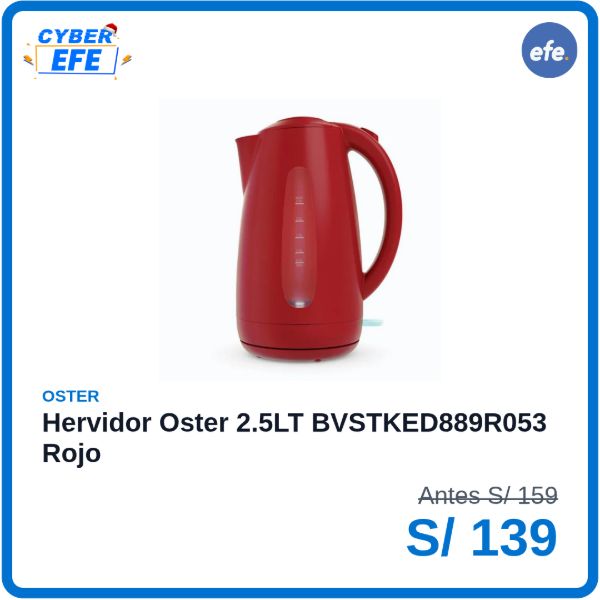 CYBER
EFE
efe.
OSTER
Hervidor Oster 2.5LT BVSTKED889R053
Rojo
Antes S/ 159
S/ 139